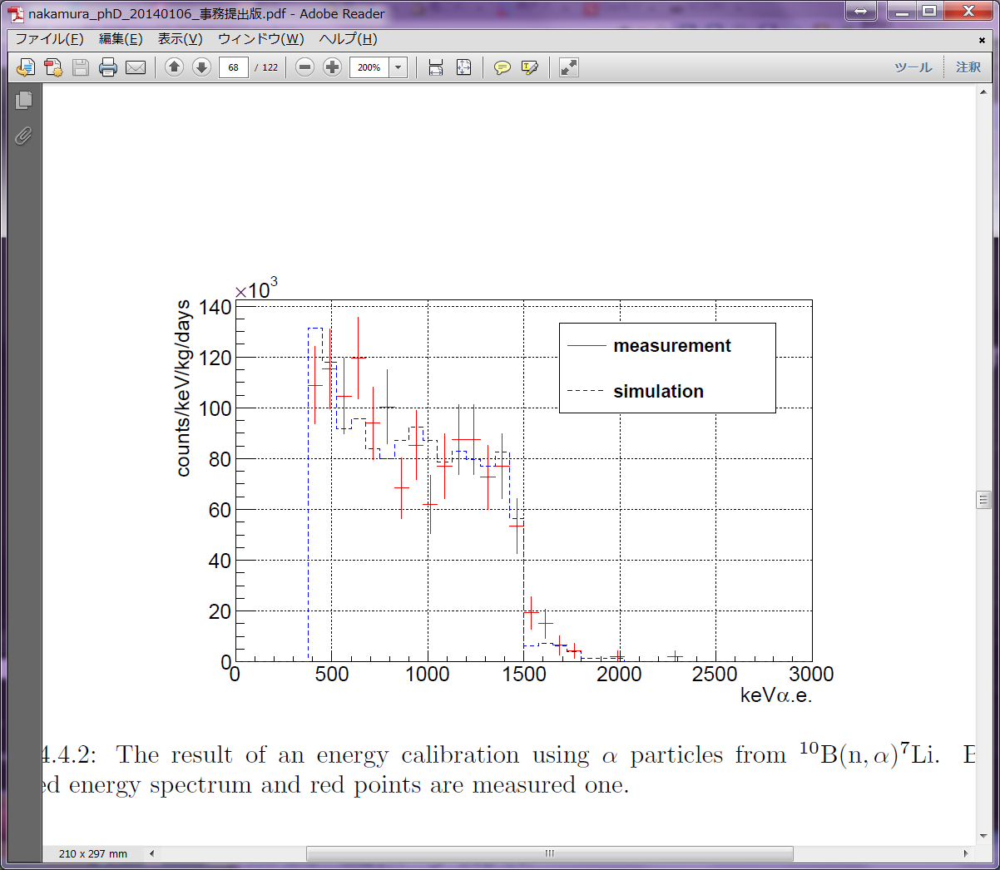 nakamura_phD_20140106_事務提出版.pdf - Adobe Reader
ファイル(F) 編集(E) 表示(V) ウィンドウ(W) ヘルプ(H)
68 / 122 200% ツール 注釈
×10³
counts/keV/kg/days
140
120
100
80
60
40
20
0
measurement
simulation
0 500 1000 1500 2000 2500 3000
keVα.e.
4.4.2: The result of an energy calibration using α particles from ¹⁰B(n, α)⁷Li.
ed energy spectrum and red points are measured one.
210 x 297 mm